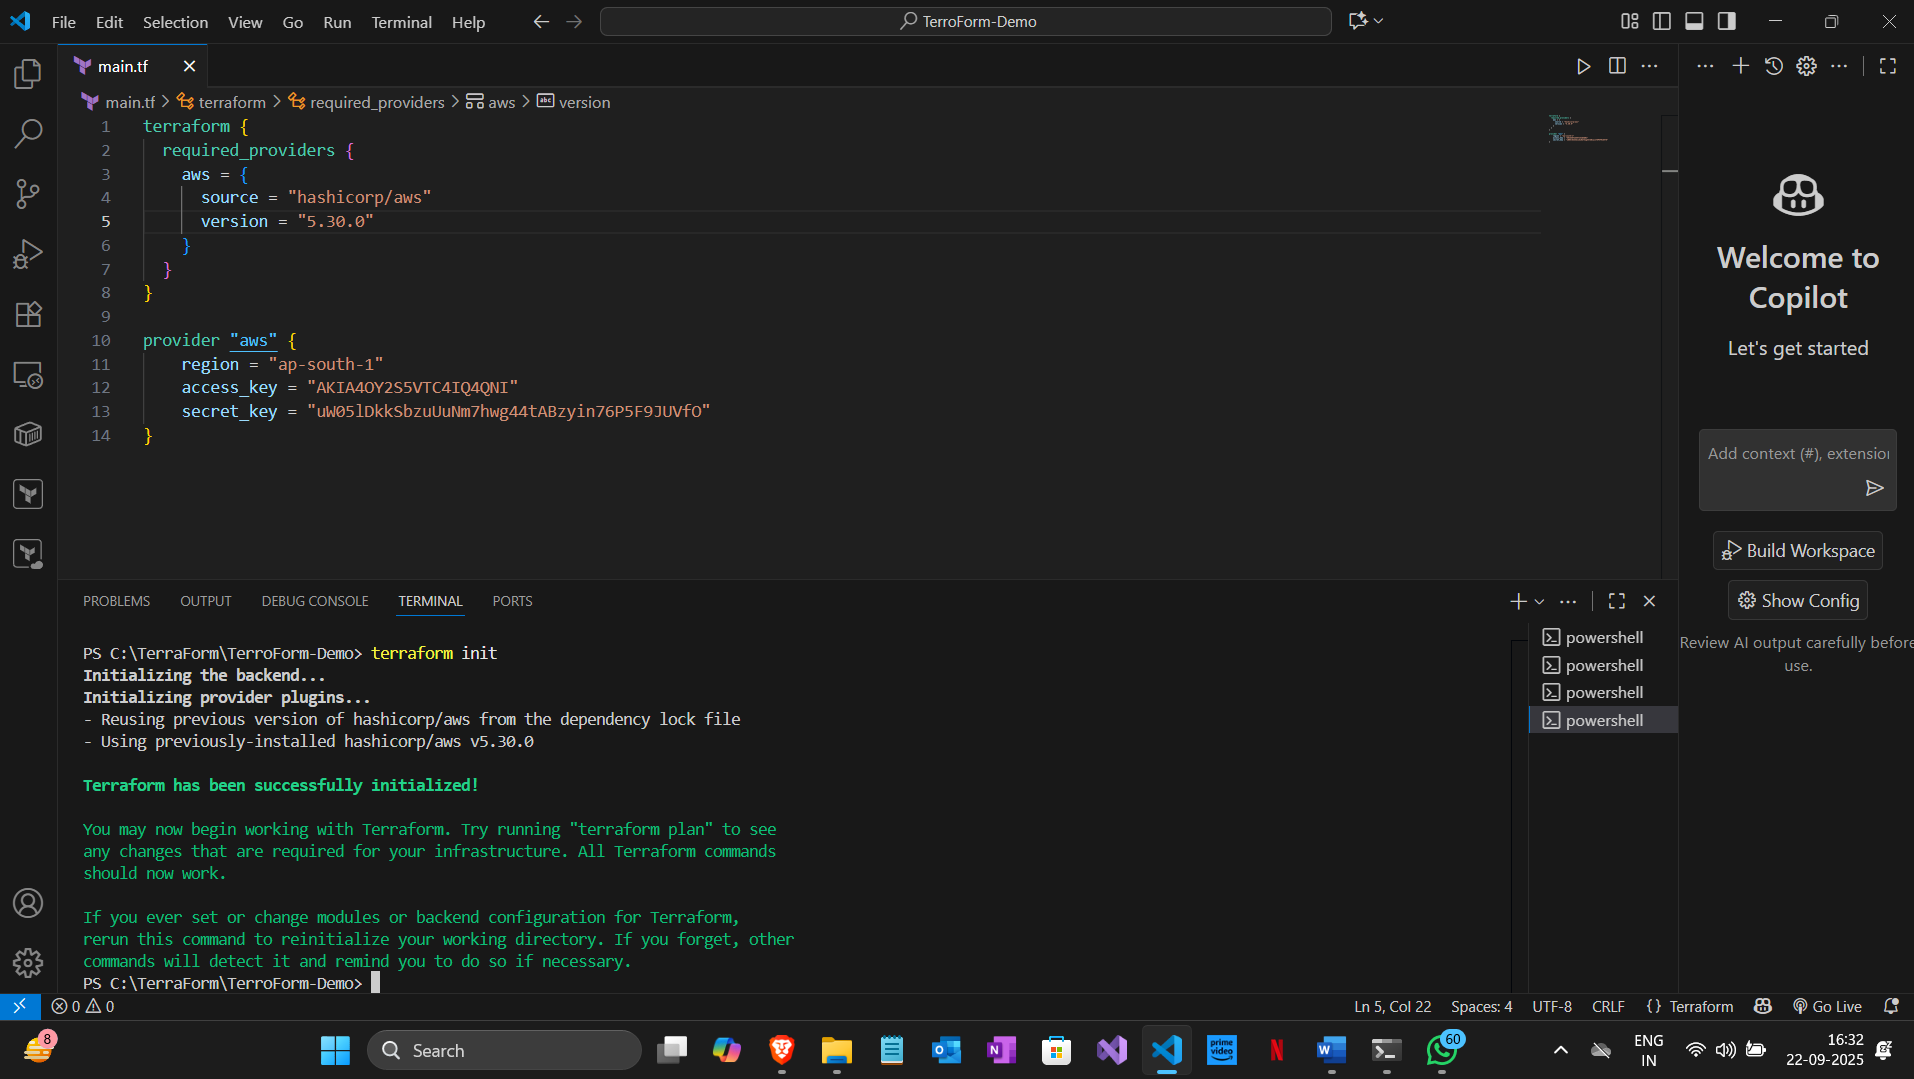 File Edit Selection View Go Run Terminal Help
TerroForm-Demo
main.tf
main.tf > terraform > required_providers > aws > version
1 terraform {
2 required_providers {
3 aws = {
4 source = "hashicorp/aws"
5 version = "5.30.0"
6 }
7 }
8 }
9
10 provider "aws" {
11 region = "ap-south-1"
12 access_key = "AKIA4OY2S5VTC4IQ4QNI"
13 secret_key = "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"
14 }
Welcome to
Copilot
Let's get started
Add context (#), extension
Build Workspace
Show Config
Review AI output carefully before
use.
PROBLEMS OUTPUT DEBUG CONSOLE TERMINAL PORTS
PS C:\TerraForm\TerroForm-Demo> terraform init
Initializing the backend...
Initializing provider plugins...
- Reusing previous version of hashicorp/aws from the dependency lock file
- Using previously-installed hashicorp/aws v5.30.0
Terraform has been successfully initialized!
You may now begin working with Terraform. Try running "terraform plan" to see
any changes that are required for your infrastructure. All Terraform commands
should now work.
If you ever set or change modules or backend configuration for Terraform,
rerun this command to reinitialize your working directory. If you forget, other
commands will detect it and remind you to do so if necessary.
PS C:\TerraForm\TerroForm-Demo>
powershell
powershell
powershell
powershell
0 0
Ln 5, Col 22 Spaces: 4 UTF-8 CRLF {} Terraform Go Live
8
Search
prime video
60
ENG
IN
16:32
22-09-2025